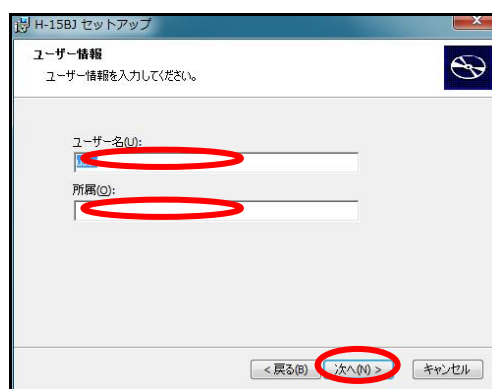 H-15BJ セットアップ
ユーザー情報
ユーザー情報を入力してください。
ユーザー名(U):
所属(O):
< 戻る(B)
次へ(N) >
キャンセル